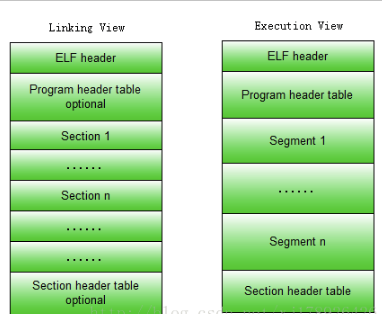 Linking View
ELF header
Program header table
optional
Section 1
......
Section n
......
......
Section header table
optional
Execution View
ELF header
Program header table
Segment 1
......
Segment n
Section header table